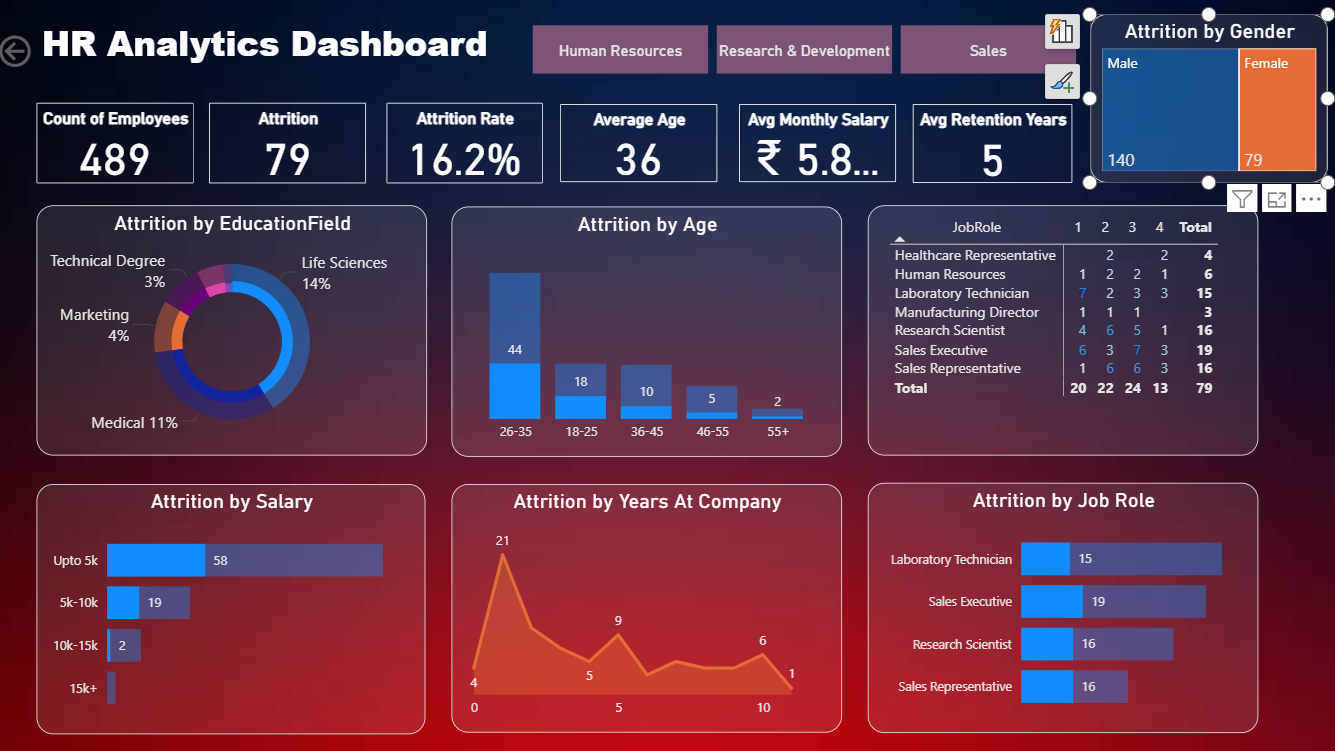 HR Analytics Dashboard
Human Resources
Research & Development
Sales
Attrition by Gender
Male
Female
140
79
Count of Employees
489
Attrition
79
Attrition Rate
16.2%
Average Age
36
Avg Monthly Salary
₹ 5.8...
Avg Retention Years
5
Attrition by EducationField
Technical Degree
3%
Life Sciences
14%
Marketing
4%
Medical 11%
Attrition by Age
44
18
10
5
2
26-35 18-25 36-45 46-55 55+
JobRole 1 2 3 4 Total
Healthcare Representative 2 2 4
Human Resources 1 2 2 1 6
Laboratory Technician 7 2 3 3 15
Manufacturing Director 1 1 1 3
Research Scientist 4 6 5 1 16
Sales Executive 6 3 7 3 19
Sales Representative 1 6 6 3 16
Total 20 22 24 13 79
Attrition by Salary
Upto 5k 58
5k-10k 19
10k-15k 2
15k+
Attrition by Years At Company
21
9
6
5
4
1
0 5 10
Attrition by Job Role
Laboratory Technician 15
Sales Executive 19
Research Scientist 16
Sales Representative 16